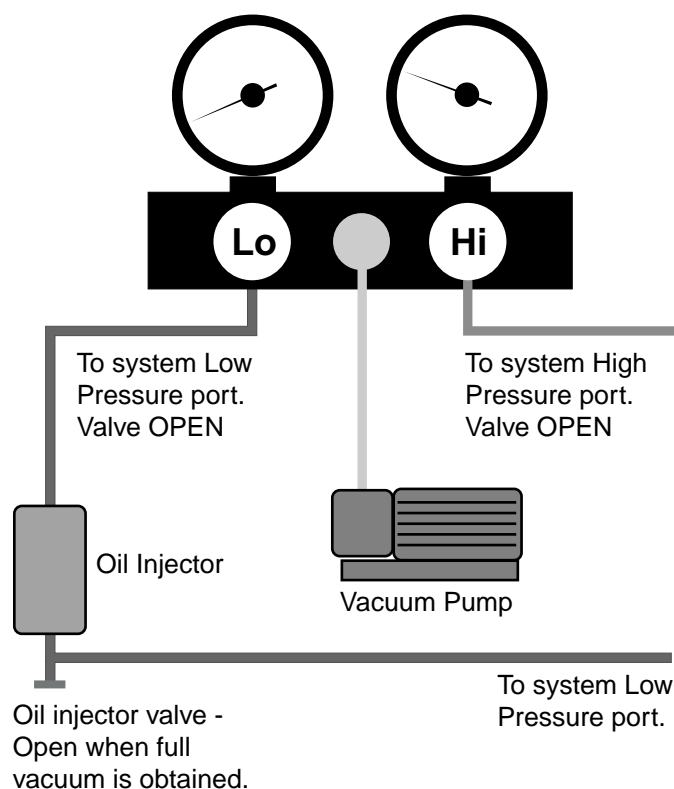 Lo
Hi
To system Low
Pressure port.
Valve OPEN
To system High
Pressure port.
Valve OPEN
Oil Injector
Vacuum Pump
To system Low
Pressure port.
Oil injector valve -
Open when full
vacuum is obtained.